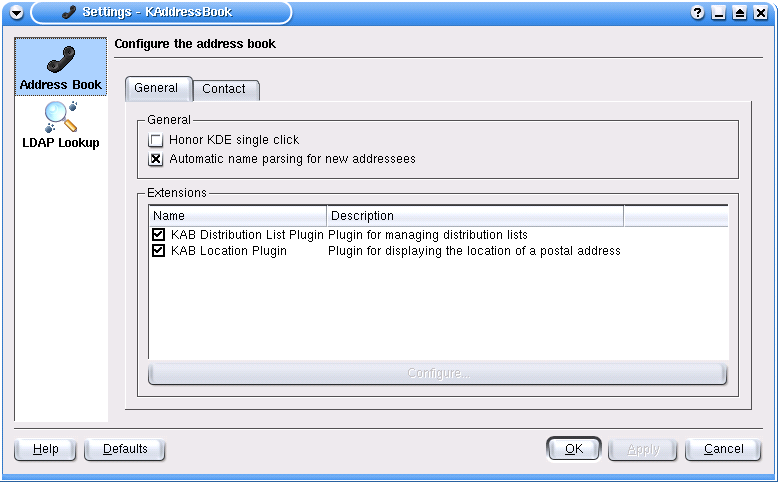 Settings - KAddressBook
Configure the address book
Address Book
LDAP Lookup
General
Contact
General
Honor KDE single click
Automatic name parsing for new addressees
Extensions
Name Description
KAB Distribution List Plugin Plugin for managing distribution lists
KAB Location Plugin Plugin for displaying the location of a postal address
Configure...
Help Defaults OK Apply Cancel